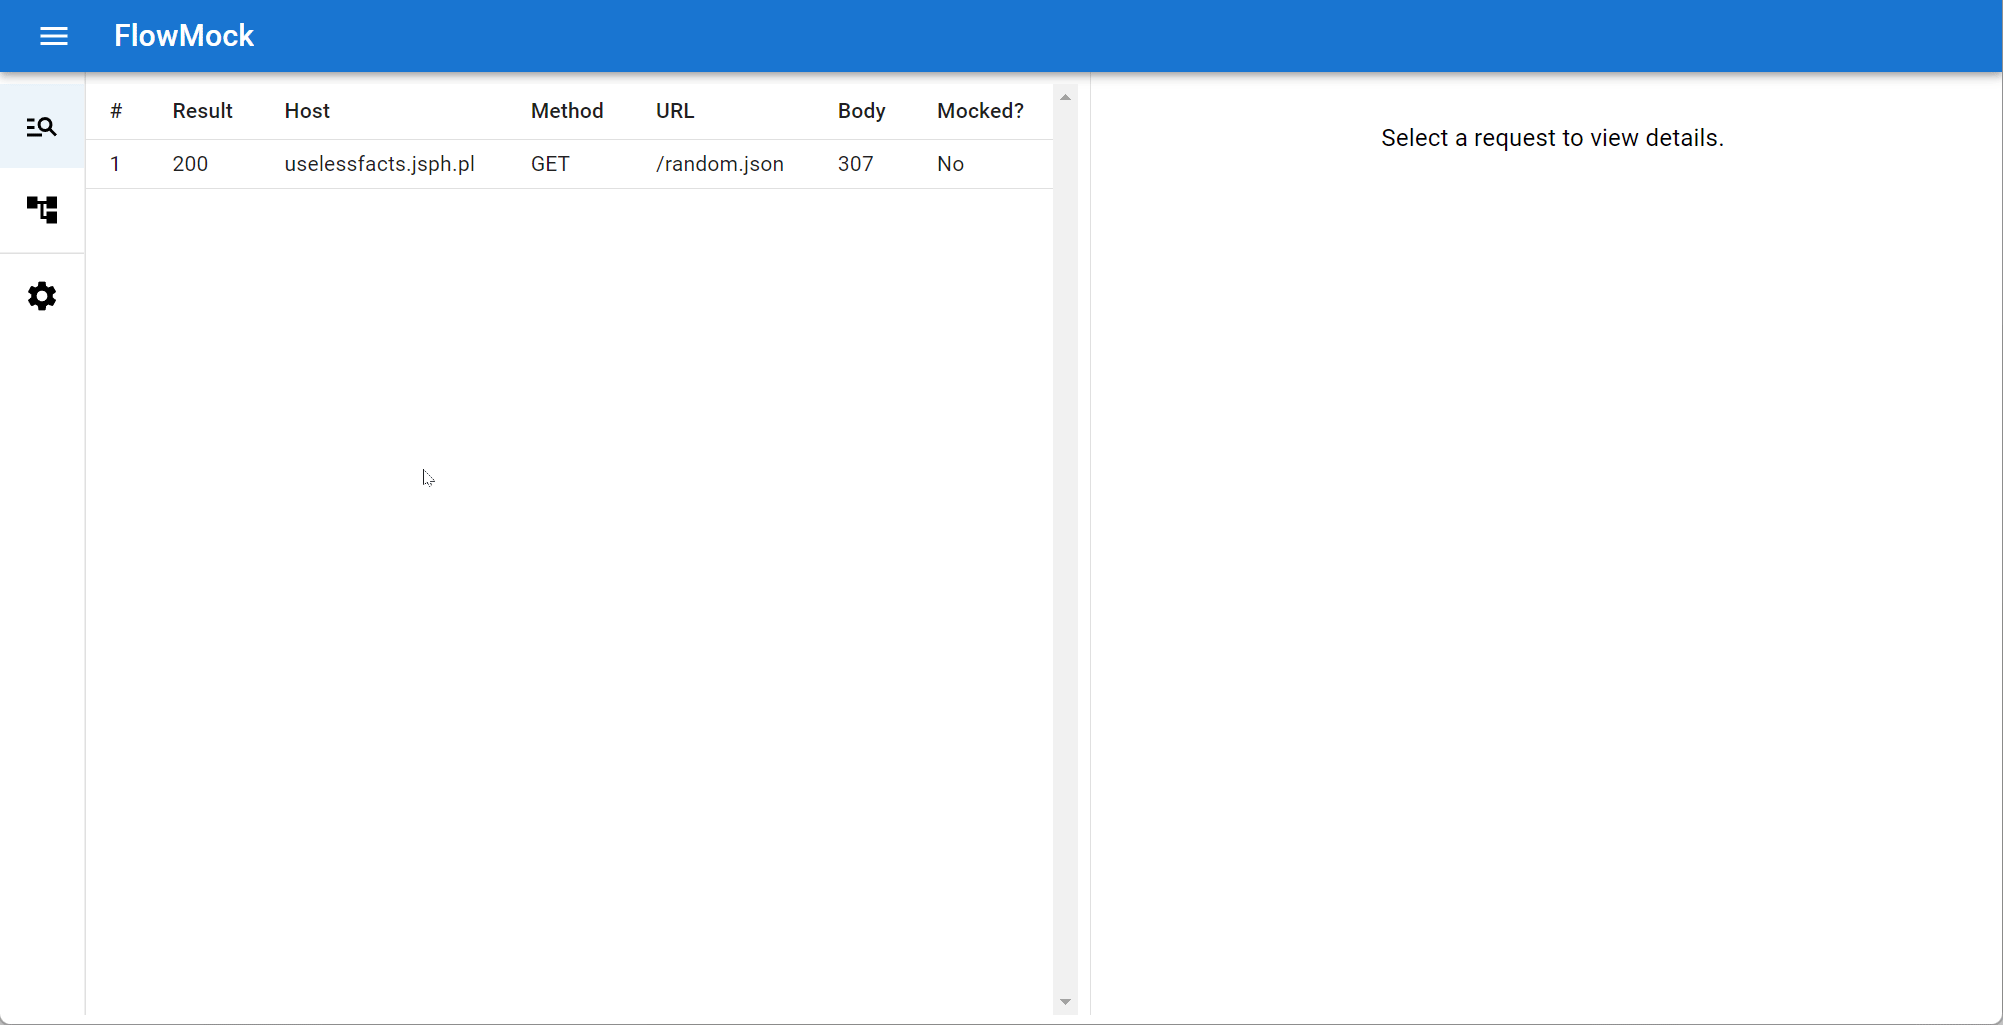 FlowMock
# Result Host Method URL Body Mocked?
1 200 uselessfacts.jsph.pl GET /random.json 307 No
Select a request to view details.